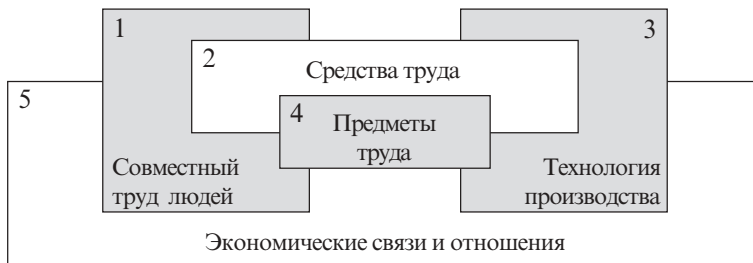 1
2
3
Средства труда
5
4
Предметы
труда
Совместный
труд людей
Технология
производства
Экономические связи и отношения